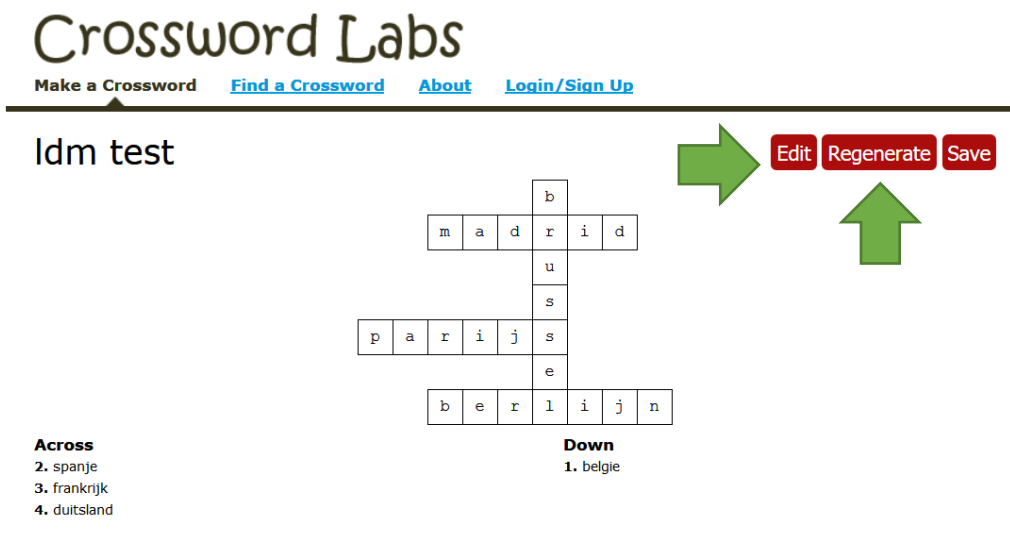 Crossword Labs
Make a Crossword Find a Crossword About Login/Sign Up
ldm test Edit Regenerate Save
b
m a d r i d
u
s
p a r i j s
e
b e r l i j n
Across Down
2. spanje 1. belgie
3. frankrijk
4. duitsland